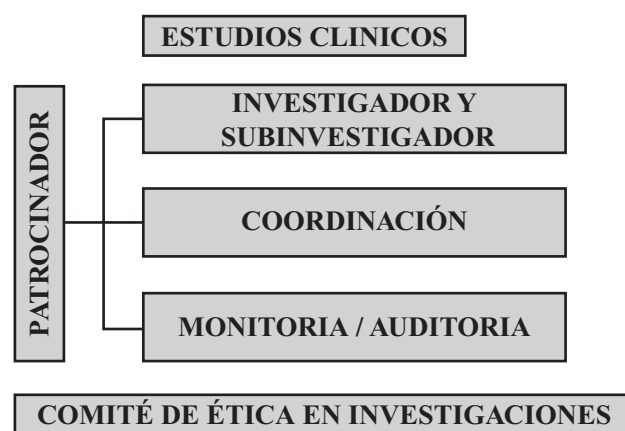 ESTUDIOS CLINICOS
PATROCINADOR
INVESTIGADOR Y
SUBINVESTIGADOR
COORDINACIÓN
MONITORIA / AUDITORIA
COMITÉ DE ÉTICA EN INVESTIGACIONES